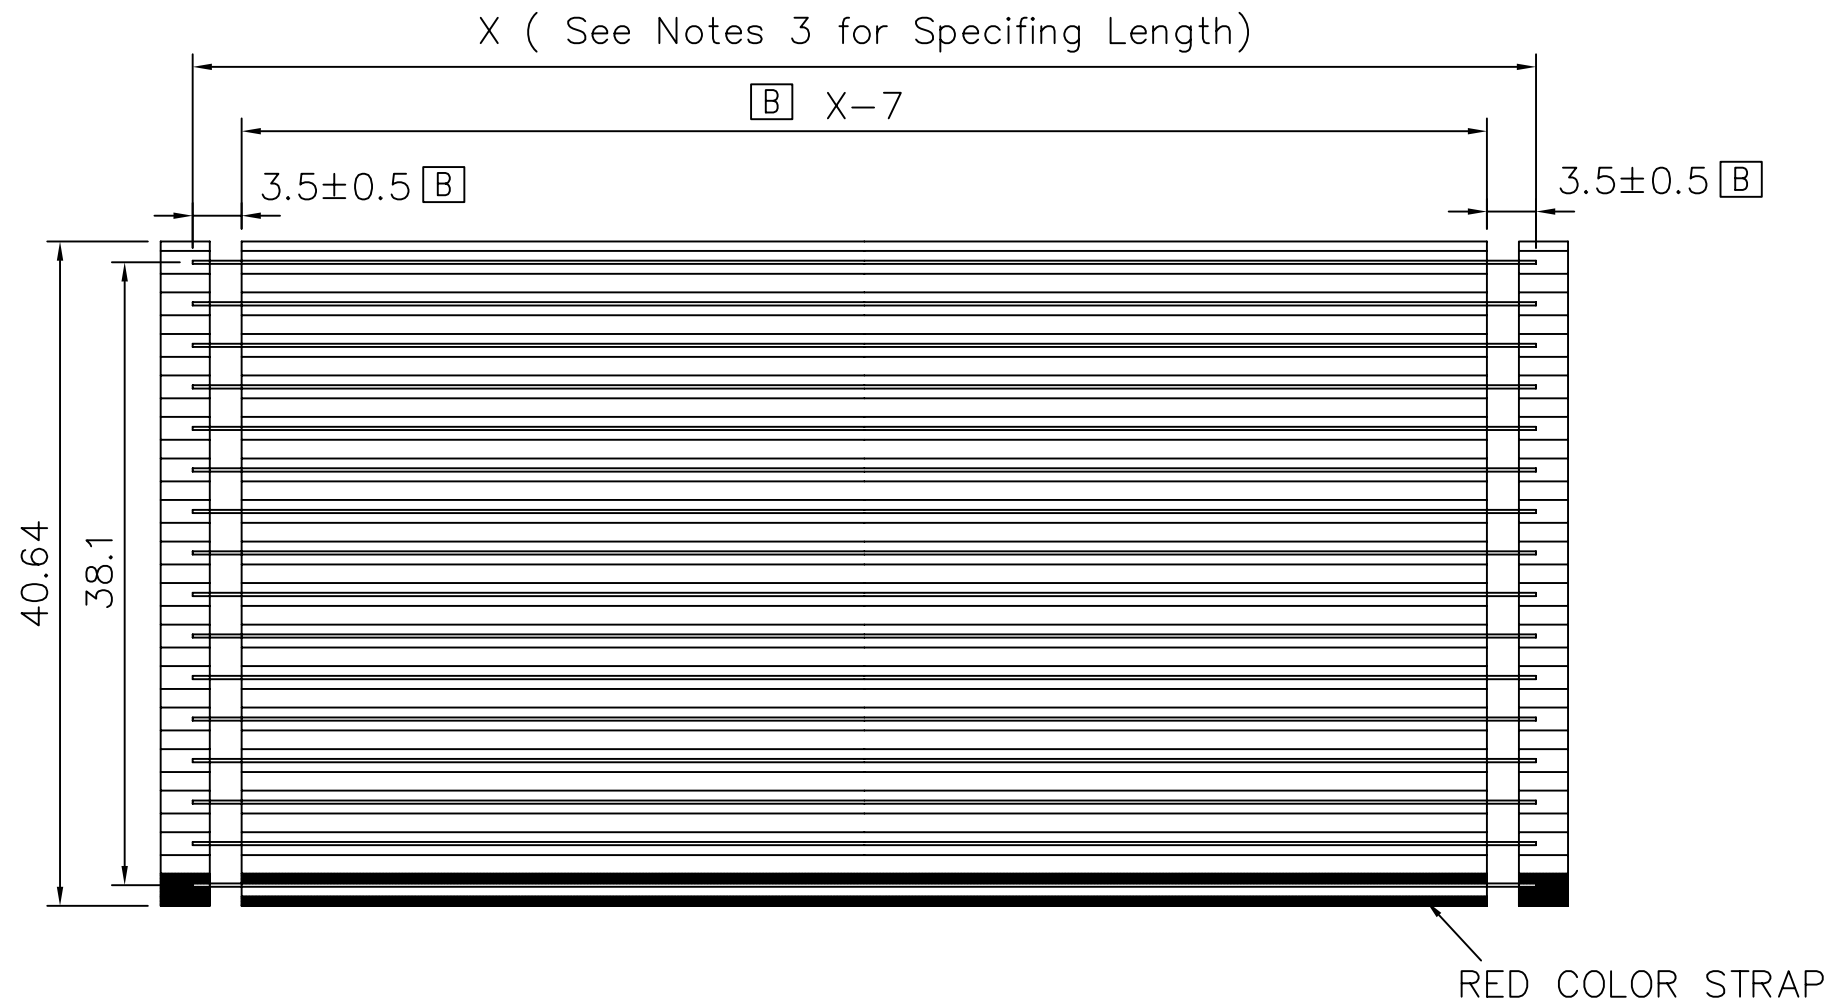 X ( See Notes 3 for Specifing Length)
B X-7
3.5±0.5 B
3.5±0.5 B
40.64
38.1
RED COLOR STRAP